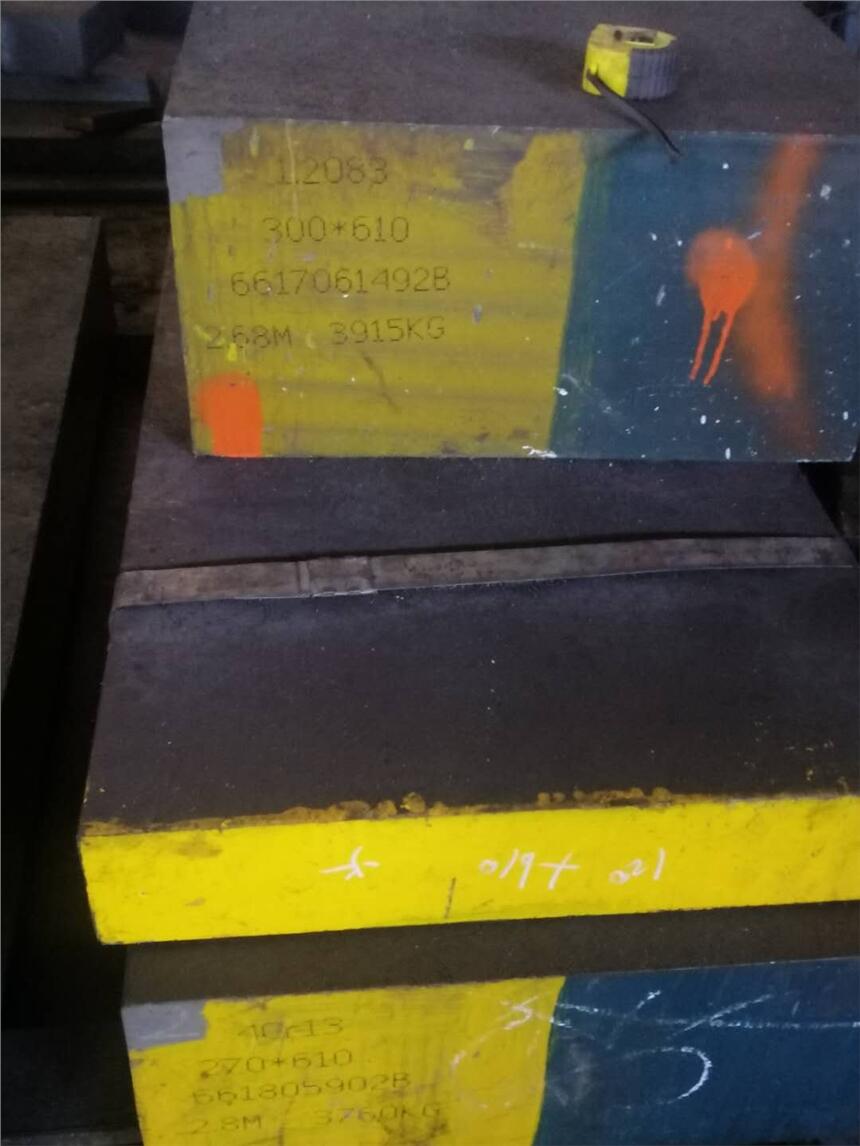 1.2083
300*610
6617061492B
2.68M 3915KG
120 + 610
4Cr13
270*610
661805902B
2.8M 3760KG